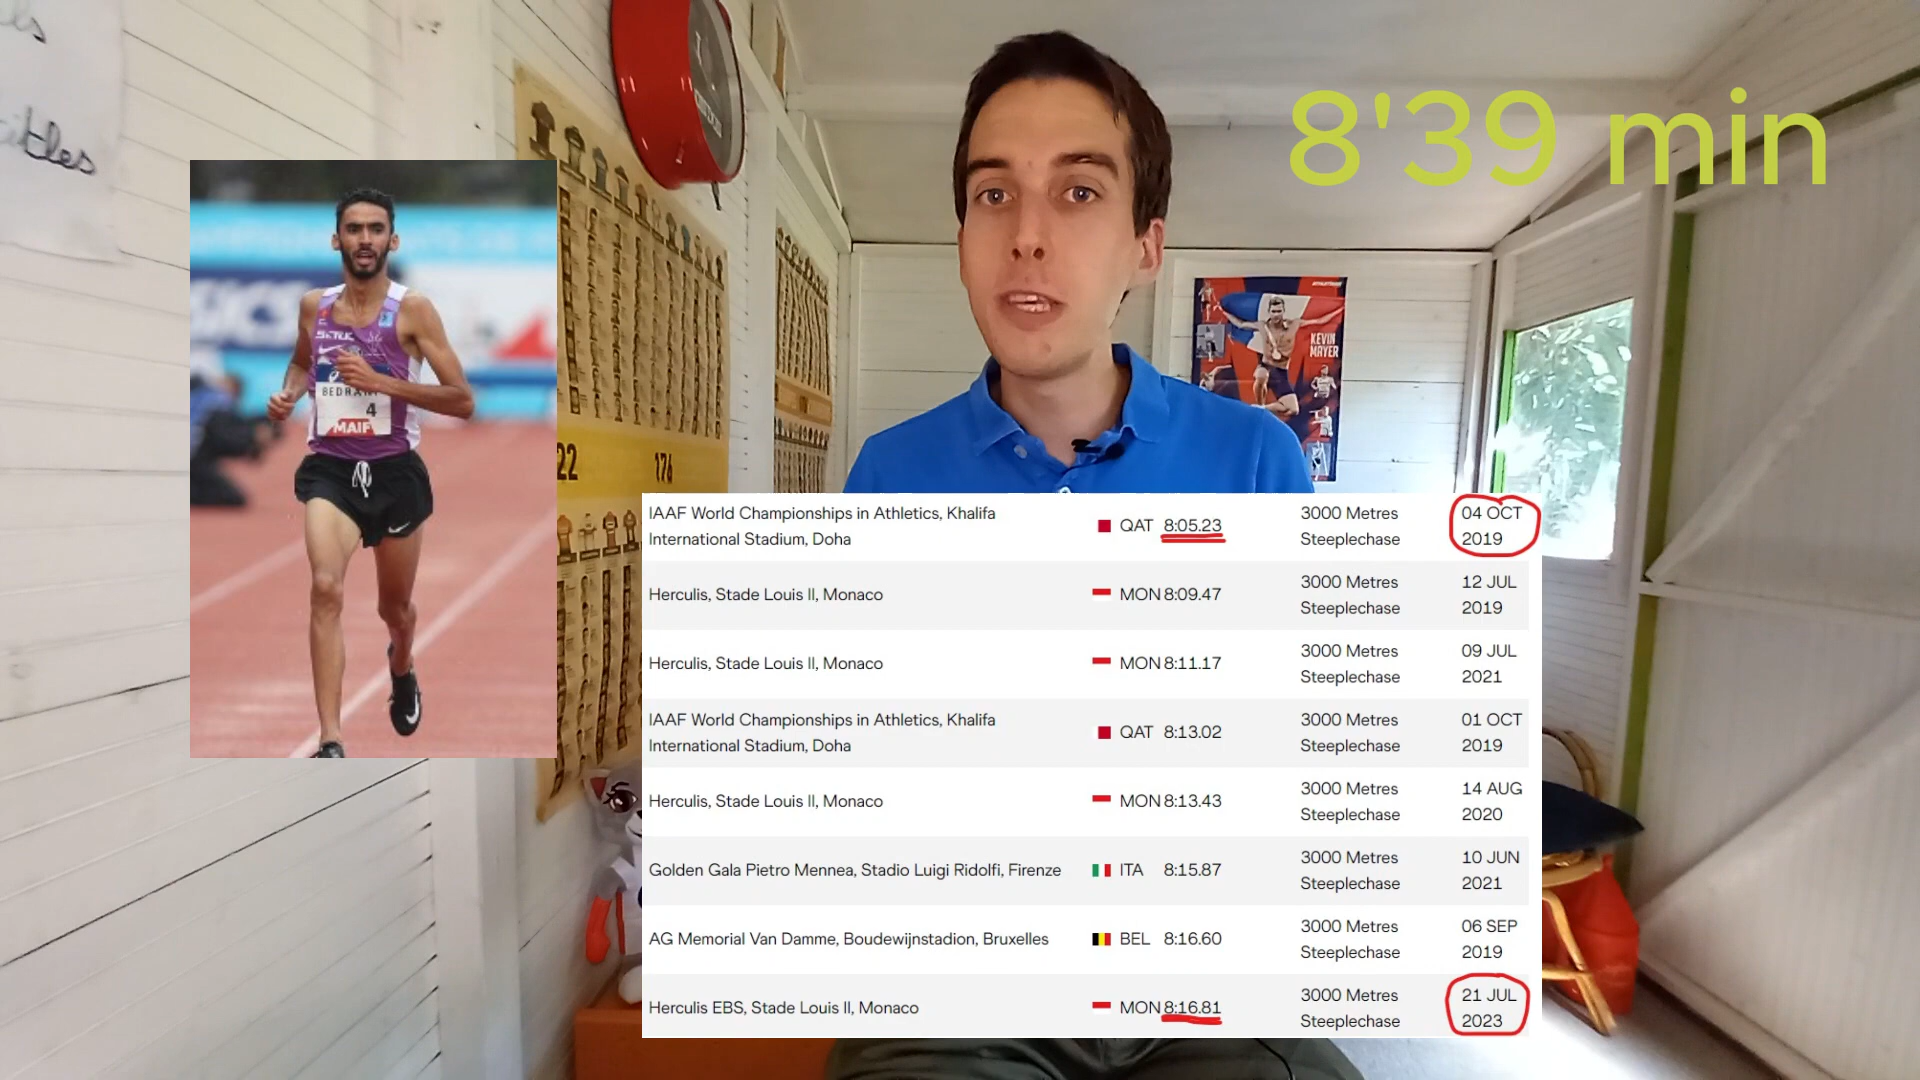 8'39 min
KEVIN
MAYER
BEDRANI
4
MAIF
22
176
IAAF World Championships in Athletics, Khalifa
International Stadium, Doha
QAT 8:05.23
3000 Metres
Steeplechase
04 OCT
2019
Herculis, Stade Louis II, Monaco
MON 8:09.47
3000 Metres
Steeplechase
12 JUL
2019
Herculis, Stade Louis II, Monaco
MON 8:11.17
3000 Metres
Steeplechase
09 JUL
2021
IAAF World Championships in Athletics, Khalifa
International Stadium, Doha
QAT 8:13.02
3000 Metres
Steeplechase
01 OCT
2019
Herculis, Stade Louis II, Monaco
MON 8:13.43
3000 Metres
Steeplechase
14 AUG
2020
Golden Gala Pietro Mennea, Stadio Luigi Ridolfi, Firenze
ITA 8:15.87
3000 Metres
Steeplechase
10 JUN
2021
AG Memorial Van Damme, Boudewijnstadion, Bruxelles
BEL 8:16.60
3000 Metres
Steeplechase
06 SEP
2019
Herculis EBS, Stade Louis II, Monaco
MON 8:16.81
3000 Metres
Steeplechase
21 JUL
2023